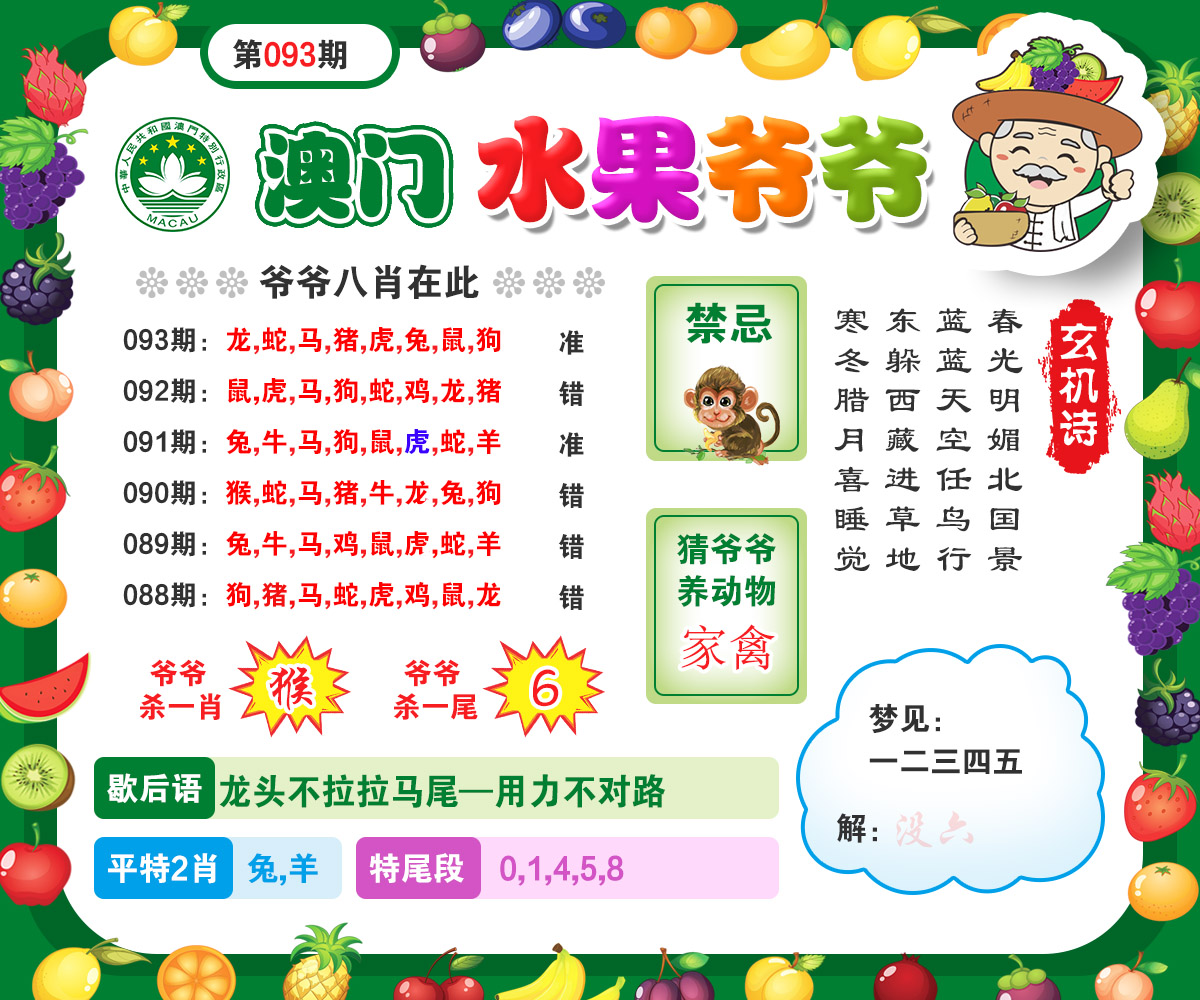 第093期
中華人民共和國澳門特別行政區
MACAU
澳门 水果爷爷
爷爷八肖在此
093期：龙,蛇,马,猪,虎,兔,鼠,狗 准
092期：鼠,虎,马,狗,蛇,鸡,龙,猪 错
091期：兔,牛,马,狗,鼠,虎,蛇,羊 准
090期：猴,蛇,马,猪,牛,龙,兔,狗 错
089期：兔,牛,马,鸡,鼠,虎,蛇,羊 错
088期：狗,猪,马,蛇,虎,鸡,鼠,龙 错
爷爷
杀一肖
猴
爷爷
杀一尾
6
禁忌
猜爷爷
养动物
家禽
玄机诗
春光明媚北国景
蓝蓝天空任鸟行
东躲西藏进草地
寒冬腊月喜睡觉
梦见：
一二三四五
解：没六
歇后语 龙头不拉拉马尾—用力不对路
平特2肖 兔,羊
特尾段 0,1,4,5,8